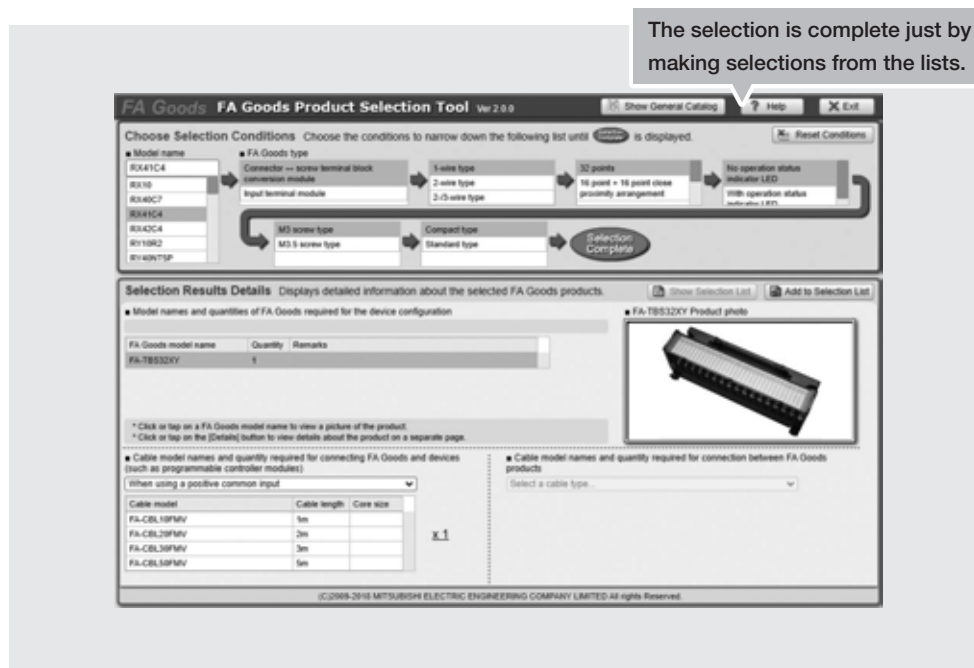 The selection is complete just by
making selections from the lists.
FA Goods FA Goods Product Selection Tool Ver 2.0.0
Show General Catalog
? Help
X Exit
Choose Selection Conditions Choose the conditions to narrow down the following list until Selection Complete is displayed.
Reset Conditions
■ Model name
RX41C4
RX10
RX40C7
RX41C4
RX42C4
RY10R2
RY40NT5P
■ FA Goods type
Connector ↔ screw terminal block
conversion module
Input terminal module
1-wire type
2-wire type
2-/3-wire type
32 points
16 point + 16 point close
proximity arrangement
No operation status
indicator LED
With operation status
indicator LED
M3 screw type
M3.5 screw type
Compact type
Standard type
Selection
Complete
Selection Results Details Displays detailed information about the selected FA Goods products.
Show Selection List
Add to Selection List
■ Model names and quantities of FA Goods required for the device configuration
FA Goods model name Quantity Remarks
FA-TBS32XY 1
* Click or tap on a FA Goods model name to view a picture of the product.
* Click or tap on the [Details] button to view details about the product on a separate page.
■ FA-TBS32XY Product photo
■ Cable model names and quantity required for connecting FA Goods and devices
(such as programmable controller modules)
When using a positive common input
Cable model Cable length Core size
FA-CBL10FMV 1m
FA-CBL20FMV 2m
FA-CBL30FMV 3m
FA-CBL50FMV 5m
x 1
■ Cable model names and quantity required for connection between FA Goods
products
Select a cable type...
(C)2009-2018 MITSUBISHI ELECTRIC ENGINEERING COMPANY LIMITED All rights Reserved.